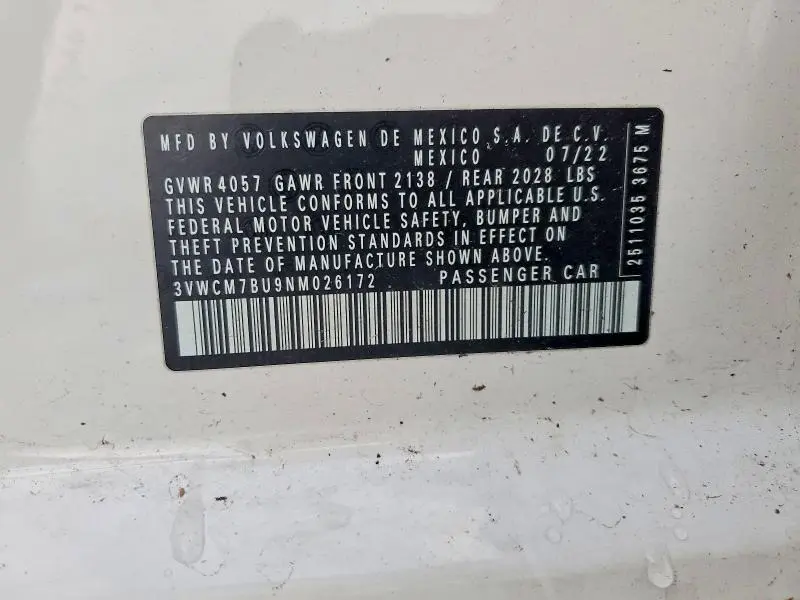 MFD BY VOLKSWAGEN DE MEXICO S.A. DE C.V.
MEXICO 07/22
GVWR 4057 GAWR FRONT 2138 / REAR 2028 LBS
THIS VEHICLE CONFORMS TO ALL APPLICABLE U.S.
FEDERAL MOTOR VEHICLE SAFETY, BUMPER AND
THEFT PREVENTION STANDARDS IN EFFECT ON
THE DATE OF MANUFACTURE SHOWN ABOVE.
3VWCM7BU9NM026172 PASSENGER CAR
2511035 3675 M